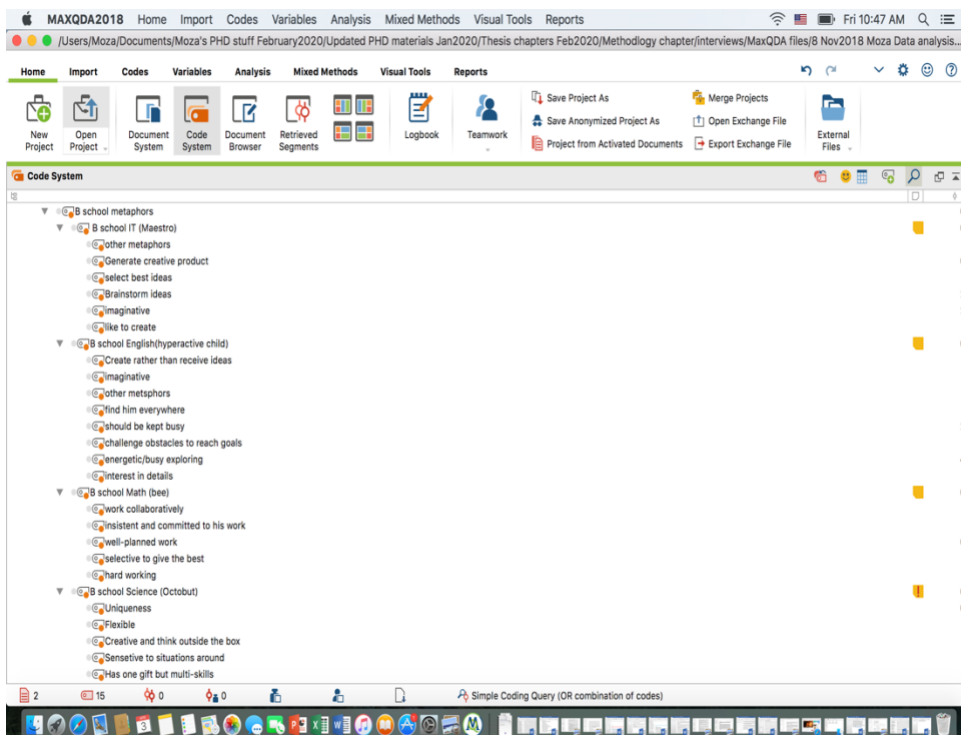 MAXQDA2018 Home Import Codes Variables Analysis Mixed Methods Visual Tools Reports Fri 10:47 AM
/Users/Moza/Documents/Moza's PHD stuff February2020/Updated PHD materials Jan2020/Thesis chapters Feb2020/Methodlogy chapter/interviews/MaxQDA files/8 Nov2018 Moza Data analysis...
Home Import Codes Variables Analysis Mixed Methods Visual Tools Reports
New Project
Open Project
Document System
Code System
Document Browser
Retrieved Segments
Logbook
Teamwork
Save Project As
Save Anonymized Project As
Project from Activated Documents
Merge Projects
Open Exchange File
Export Exchange File
External Files
Code System
B school metaphors
B school IT (Maestro)
other metaphors
Generate creative product
select best ideas
Brainstorm ideas
imaginative
like to create
B school English(hyperactive child)
Create rather than receive ideas
imaginative
other metsphors
find him everywhere
should be kept busy
challenge obstacles to reach goals
energetic/busy exploring
interest in details
B school Math (bee)
work collaboratively
insistent and committed to his work
well-planned work
selective to give the best
hard working
B school Science (Octobut)
Uniqueness
Flexible
Creative and think outside the box
Sensetive to situations around
Has one gift but multi-skills
2 15 0 0 Simple Coding Query (OR combination of codes)
3